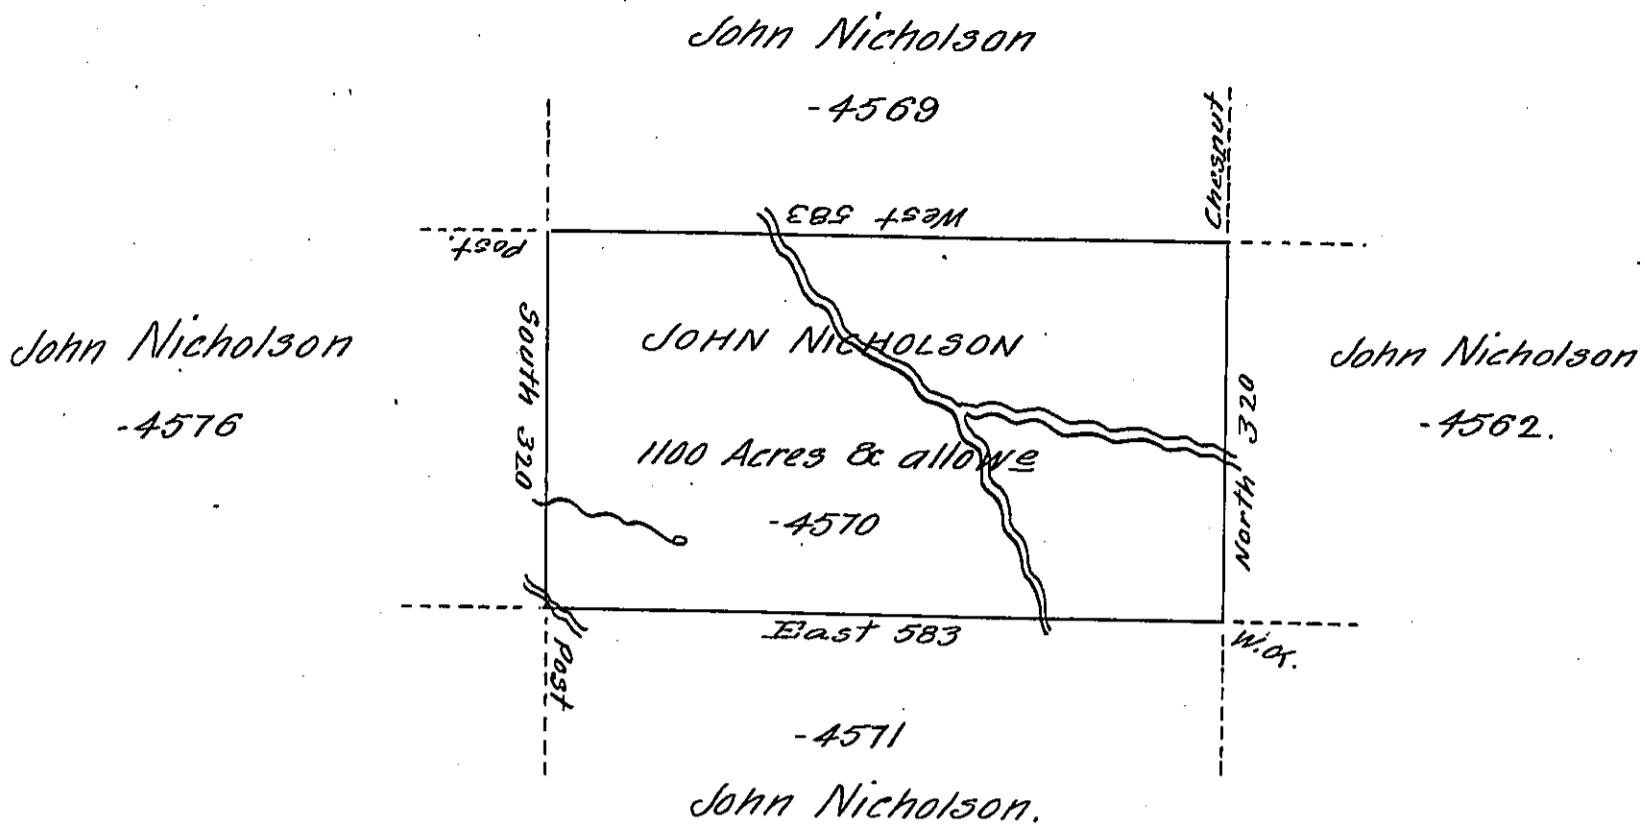 John Nicholson
-4569
Chesnut
West 583
Post.
John Nicholson
-4576
South 320
JOHN NICHOLSON
1100 Acres & allowe
-4570
North 320
John Nicholson
-4562.
East 583
Post
W.O.
-4571
John Nicholson.